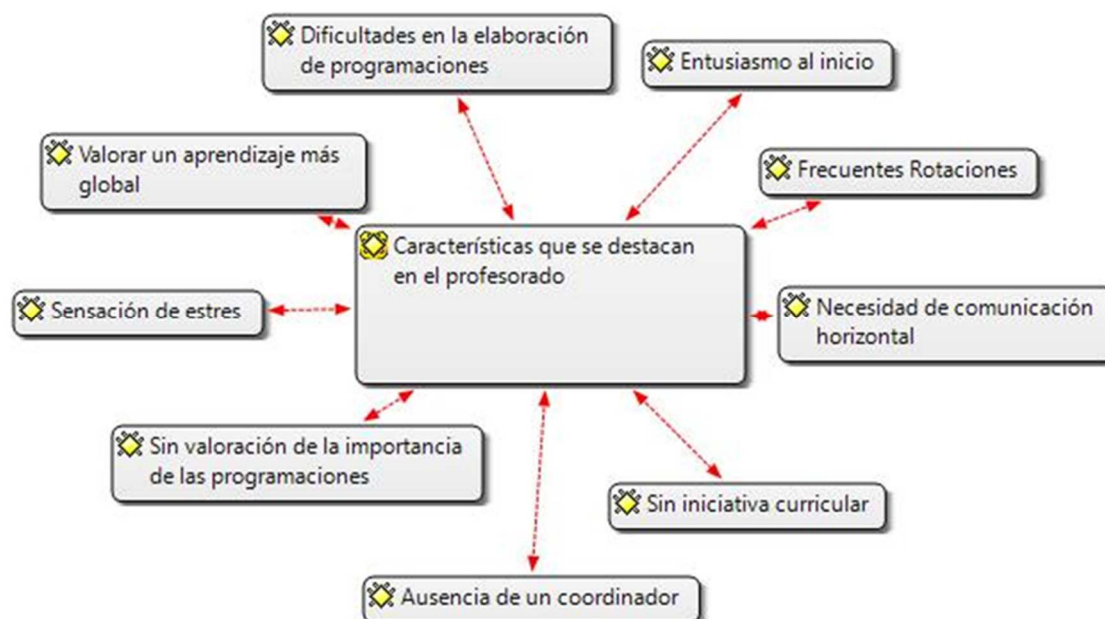 Dificultades en la elaboración
de programaciones
Entusiasmo al inicio
Valorar un aprendizaje más
global
Frecuentes Rotaciones
Características que se destacan
en el profesorado
Sensación de estres
Necesidad de comunicación
horizontal
Sin valoración de la importancia
de las programaciones
Sin iniciativa curricular
Ausencia de un coordinador